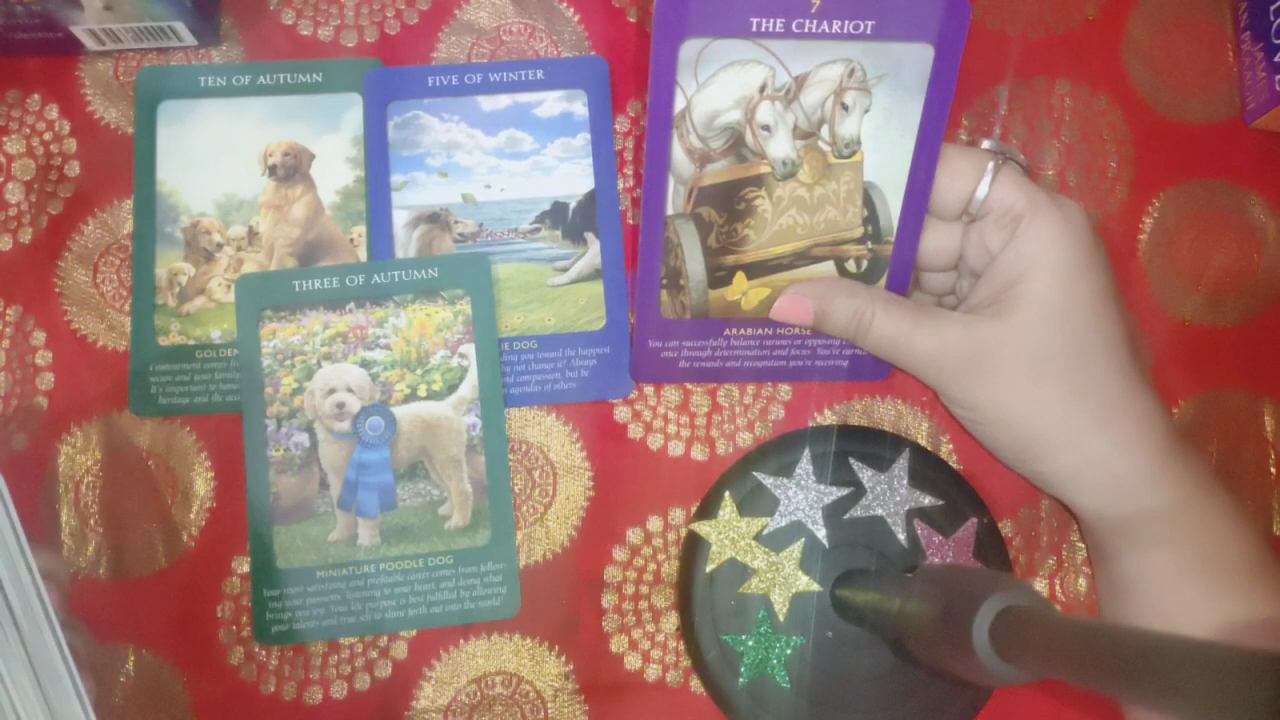 Valentine
TEN OF AUTUMN
GOLDEN
Contentment comes
secure and your family
It's important to
heritage and the
FIVE OF WINTER
DOG
ding you toward the happiest
not change it? Always
compassion, but be
agendas of others
7
THE CHARIOT
ARABIAN HORSE
You can successfully balance various or opposing
once through determination and focus. You've earned
the rewards and recognition you're receiving.
THREE OF AUTUMN
MINIATURE POODLE DOG
Your most satisfying and profitable career comes from follow-
ing your passions, listening to your heart, and doing what
brings you joy. Your life purpose is best fulfilled by allowing
your talents and true self to shine forth out into the world!